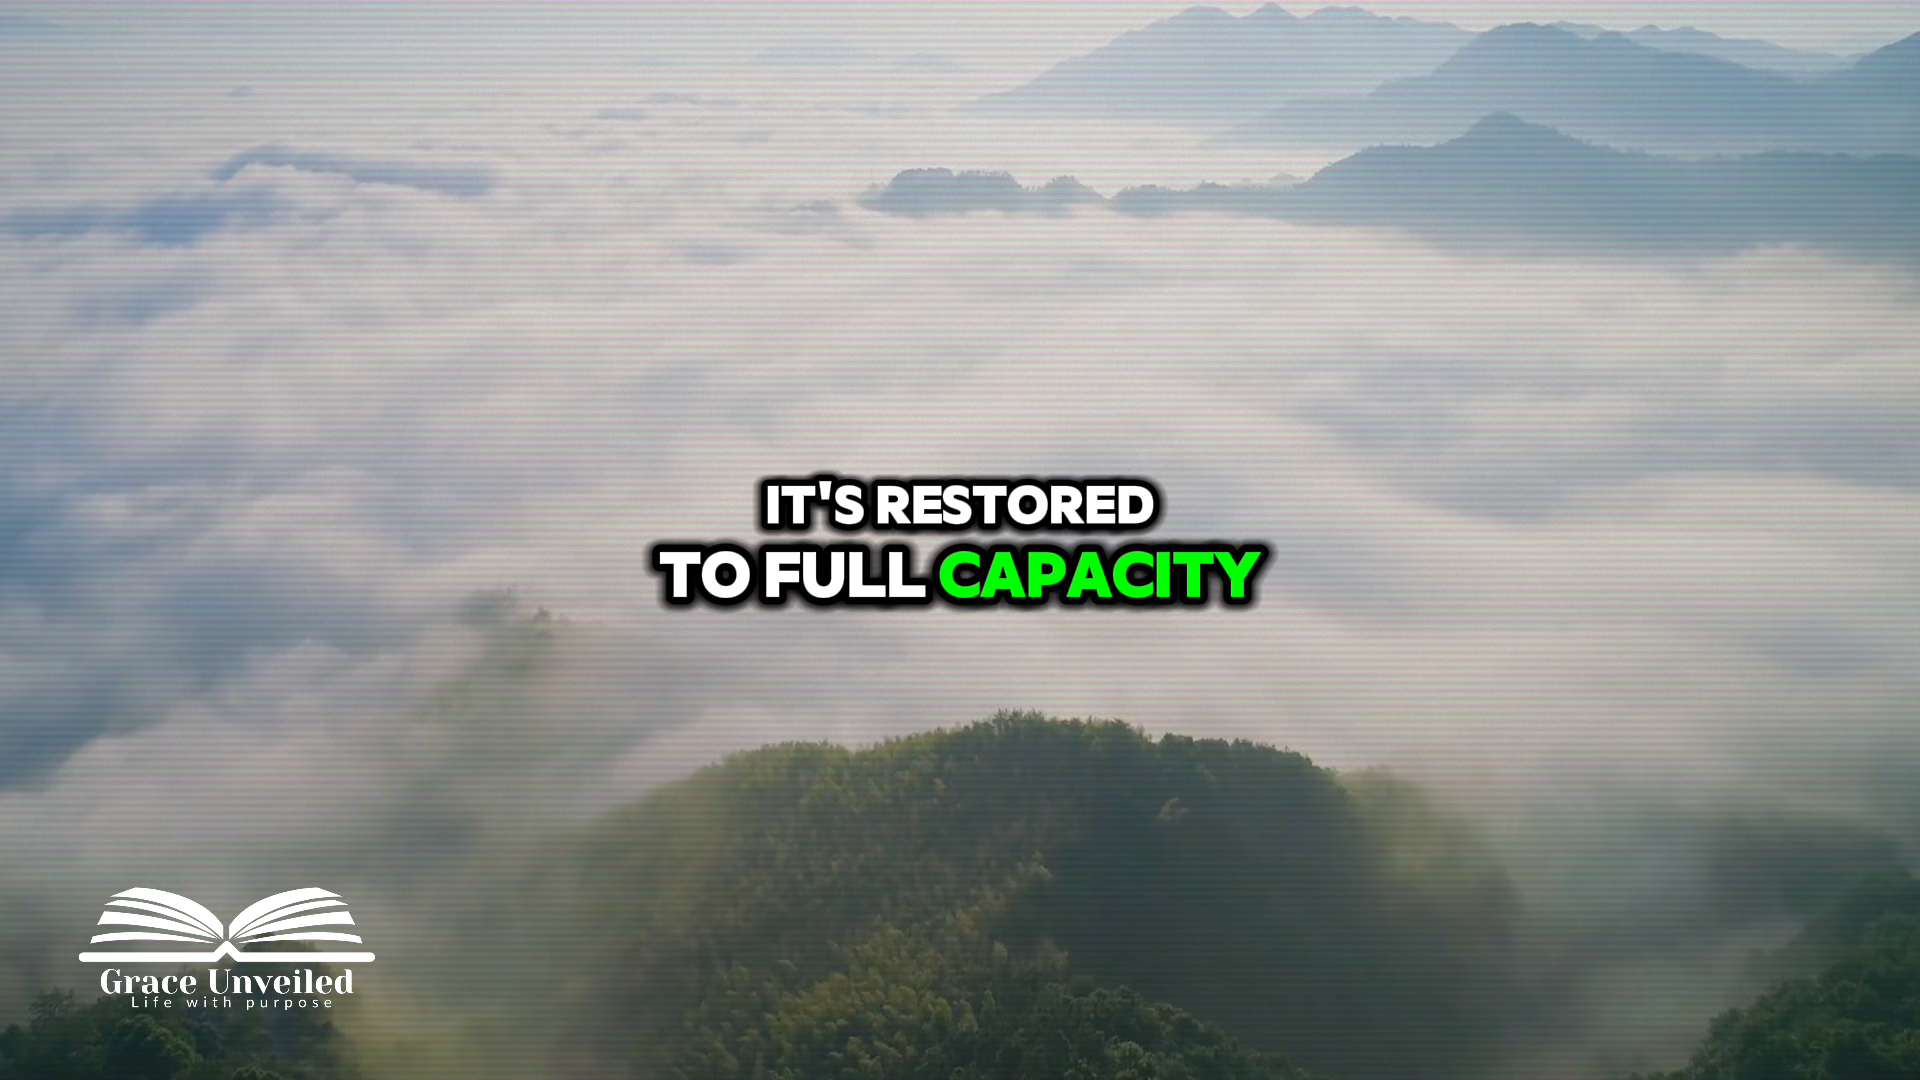 IT'S RESTORED
TO FULL CAPACITY
Grace Unveiled
Life with purpose